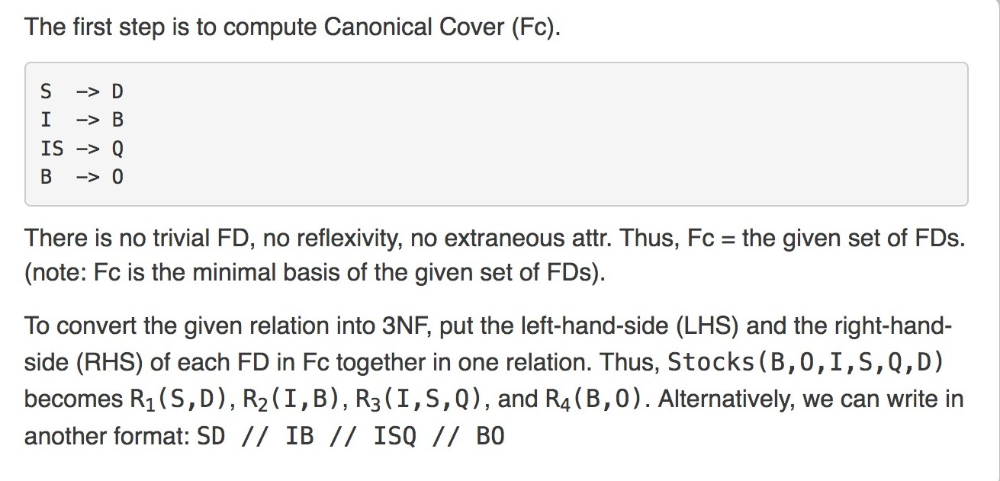 The first step is to compute Canonical Cover (Fc).
S  -> D
I  -> B
IS -> Q
B  -> O
There is no trivial FD, no reflexivity, no extraneous attr. Thus, Fc = the given set of FDs.
(note: Fc is the minimal basis of the given set of FDs).
To convert the given relation into 3NF, put the left-hand-side (LHS) and the right-hand-
side (RHS) of each FD in Fc together in one relation. Thus, Stocks(B,O,I,S,Q,D)
becomes R₁(S,D), R₂(I,B), R₃(I,S,Q), and R₄(B,O). Alternatively, we can write in
another format: SD // IB // ISQ // BO